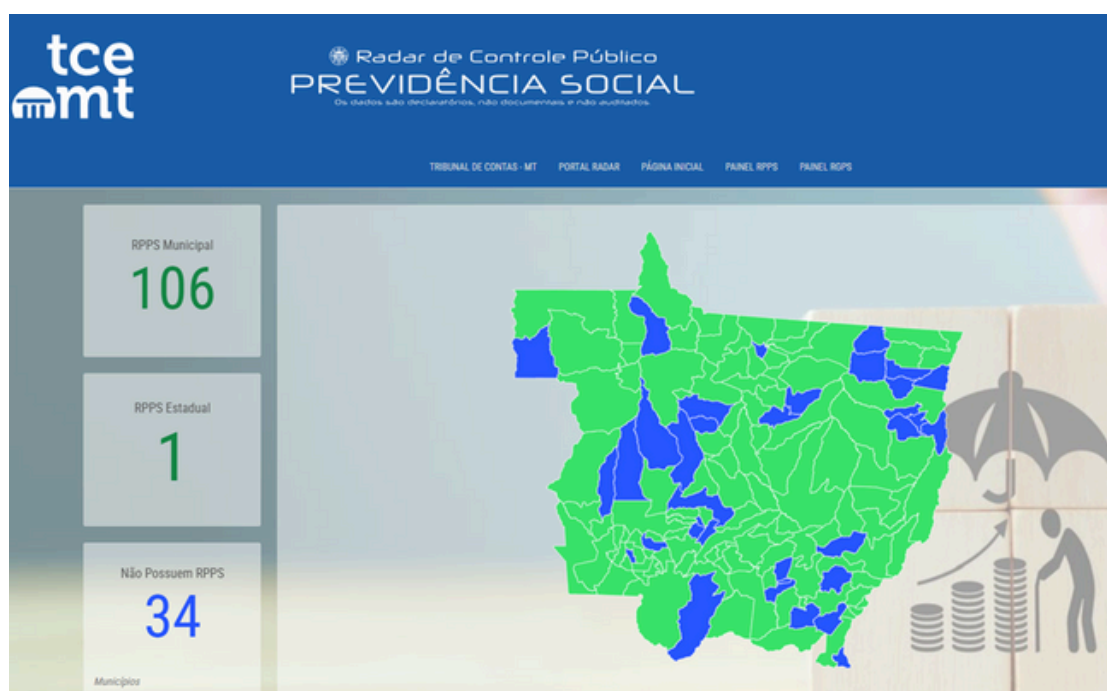 tce
mt
Radar de Controle Público
PREVIDÊNCIA SOCIAL
Os dados são declaratórios, não documentais e não auditados.
TRIBUNAL DE CONTAS - MT PORTAL RADAR PÁGINA INICIAL PAINEL RPPS PAINEL RGPS
RPPS Municipal
106
RPPS Estadual
1
Não Possuem RPPS
34
Municípios